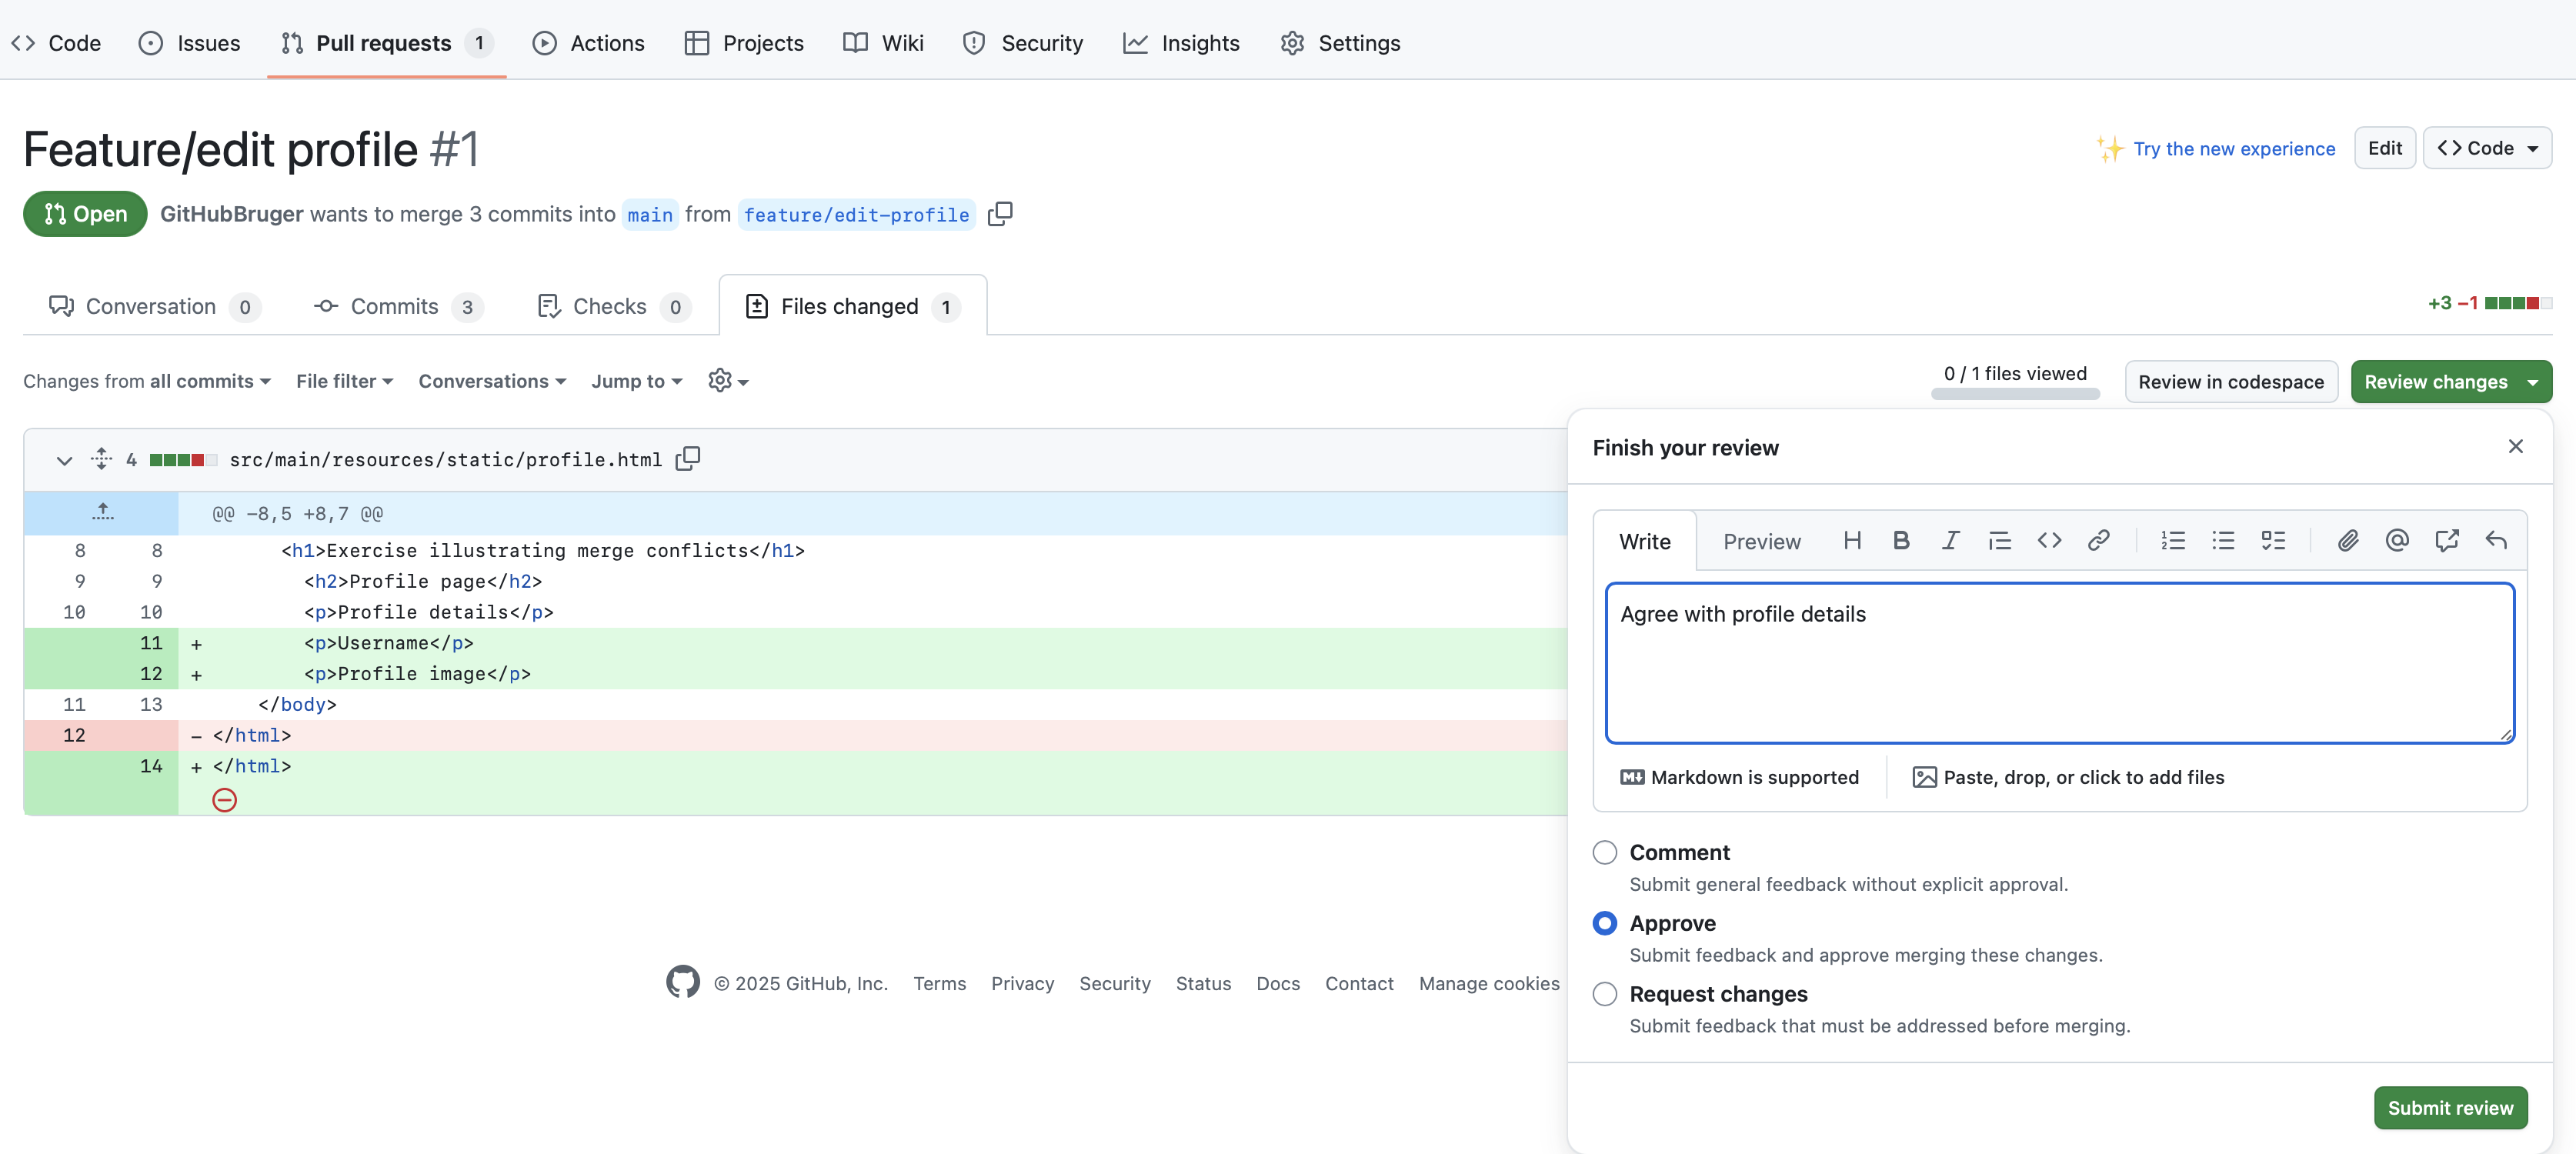 Code Issues Pull requests 1 Actions Projects Wiki Security Insights Settings
Feature/edit profile #1
Try the new experience Edit Code
Open GitHubBruger wants to merge 3 commits into main from feature/edit-profile
Conversation 0 Commits 3 Checks 0 Files changed 1
+3 −1
Changes from all commits File filter Conversations Jump to
0 / 1 files viewed Review in codespace Review changes
4 src/main/resources/static/profile.html
@@ -8,5 +8,7 @@
8 8 <h1>Exercise illustrating merge conflicts</h1>
9 9 <h2>Profile page</h2>
10 10 <p>Profile details</p>
11 + <p>Username</p>
12 + <p>Profile image</p>
11 13 </body>
12 - </html>
14 + </html>
Finish your review
Write Preview
Agree with profile details
Markdown is supported Paste, drop, or click to add files
Comment
Submit general feedback without explicit approval.
Approve
Submit feedback and approve merging these changes.
Request changes
Submit feedback that must be addressed before merging.
Submit review
© 2025 GitHub, Inc. Terms Privacy Security Status Docs Contact Manage cookies